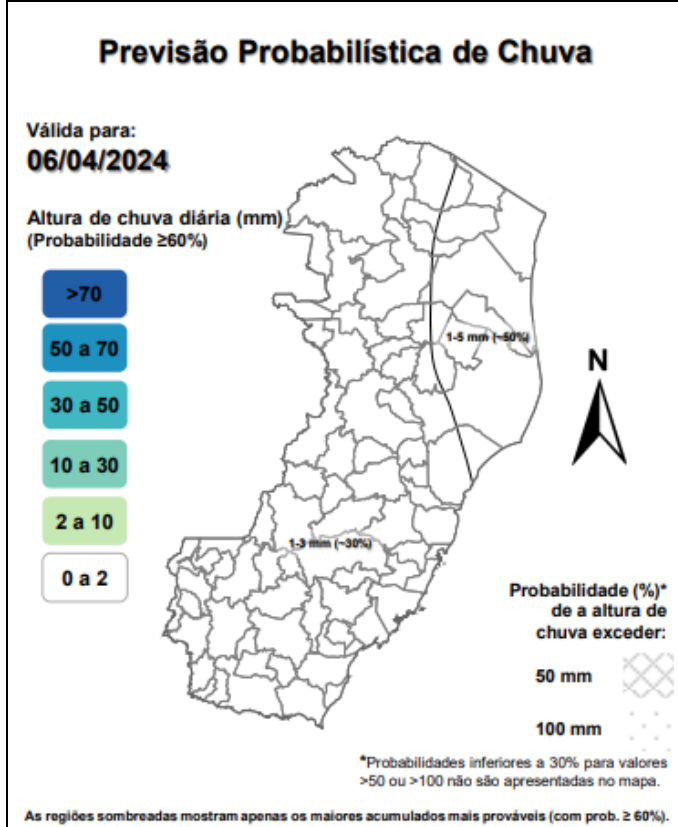 Previsão Probabilística de Chuva
Válida para:
06/04/2024
Altura de chuva diária (mm)
(Probabilidade ≥60%)
>70
50 a 70
30 a 50
10 a 30
2 a 10
0 a 2
1-5 mm (~50%)
N
1-3 mm (~30%)
Probabilidade (%)*
de a altura de
chuva exceder:
50 mm
100 mm
*Probabilidades inferiores a 30% para valores
>50 ou >100 não são apresentadas no mapa.
As regiões sombreadas mostram apenas os maiores acumulados mais prováveis (com prob. ≥ 60%).